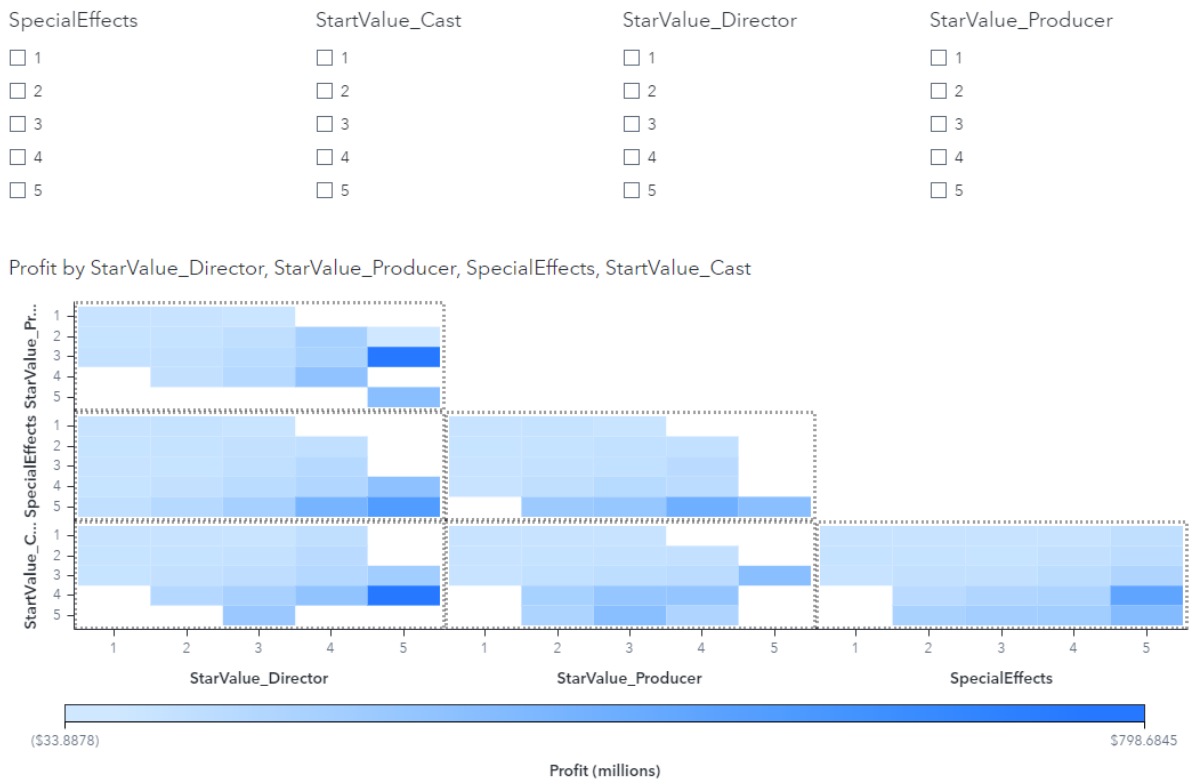 SpecialEffects StartValue_Cast StarValue_Director StarValue_Producer
1 1 1 1
2 2 2 2
3 3 3 3
4 4 4 4
5 5 5 5
Profit by StarValue_Director, StarValue_Producer, SpecialEffects, StartValue_Cast
StarValue_Pr...
1
2
3
4
5
SpecialEffects
1
2
3
4
5
StartValue_C...
1
2
3
4
5
1 2 3 4 5 1 2 3 4 5 1 2 3 4 5
StarValue_Director StarValue_Producer SpecialEffects
($33.8878) $798.6845
Profit (millions)